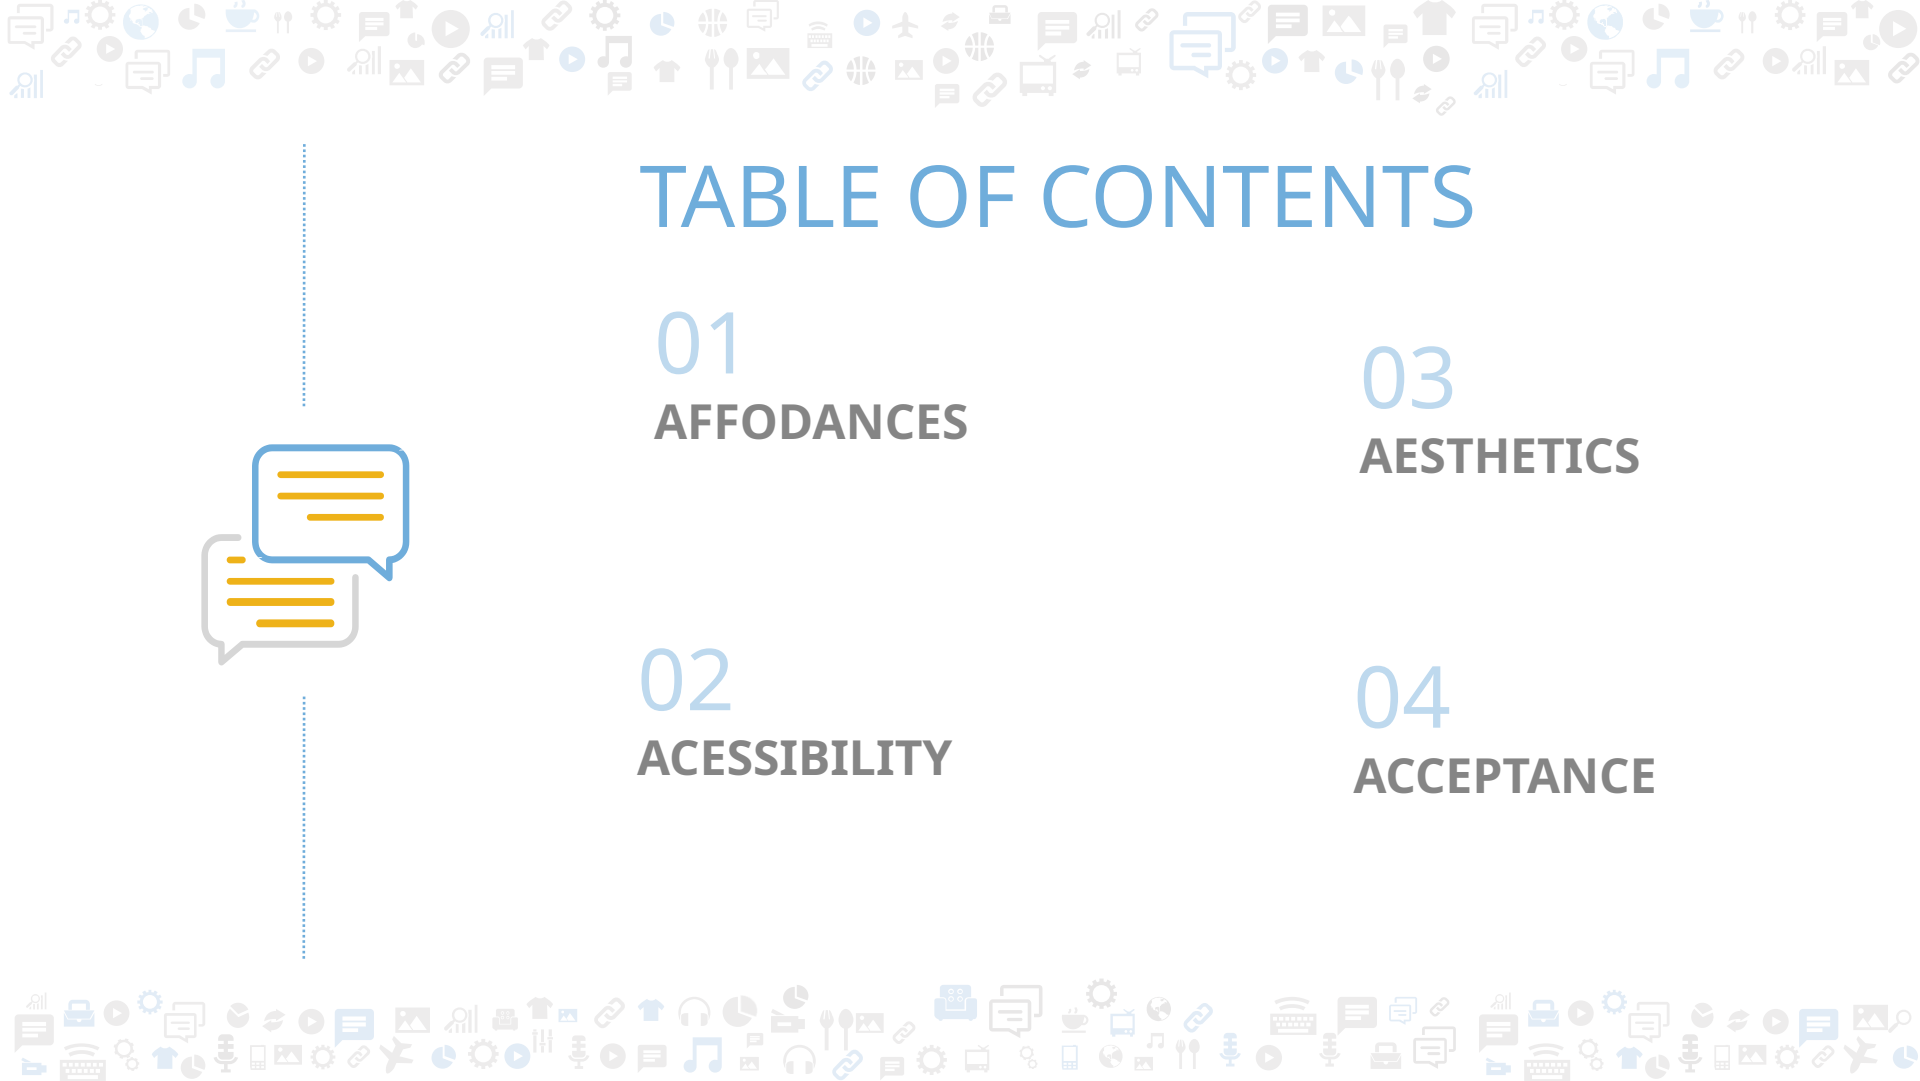 TABLE OF CONTENTS
01
AFFODANCES
02
ACESSIBILITY
03
AESTHETICS
04
ACCEPTANCE